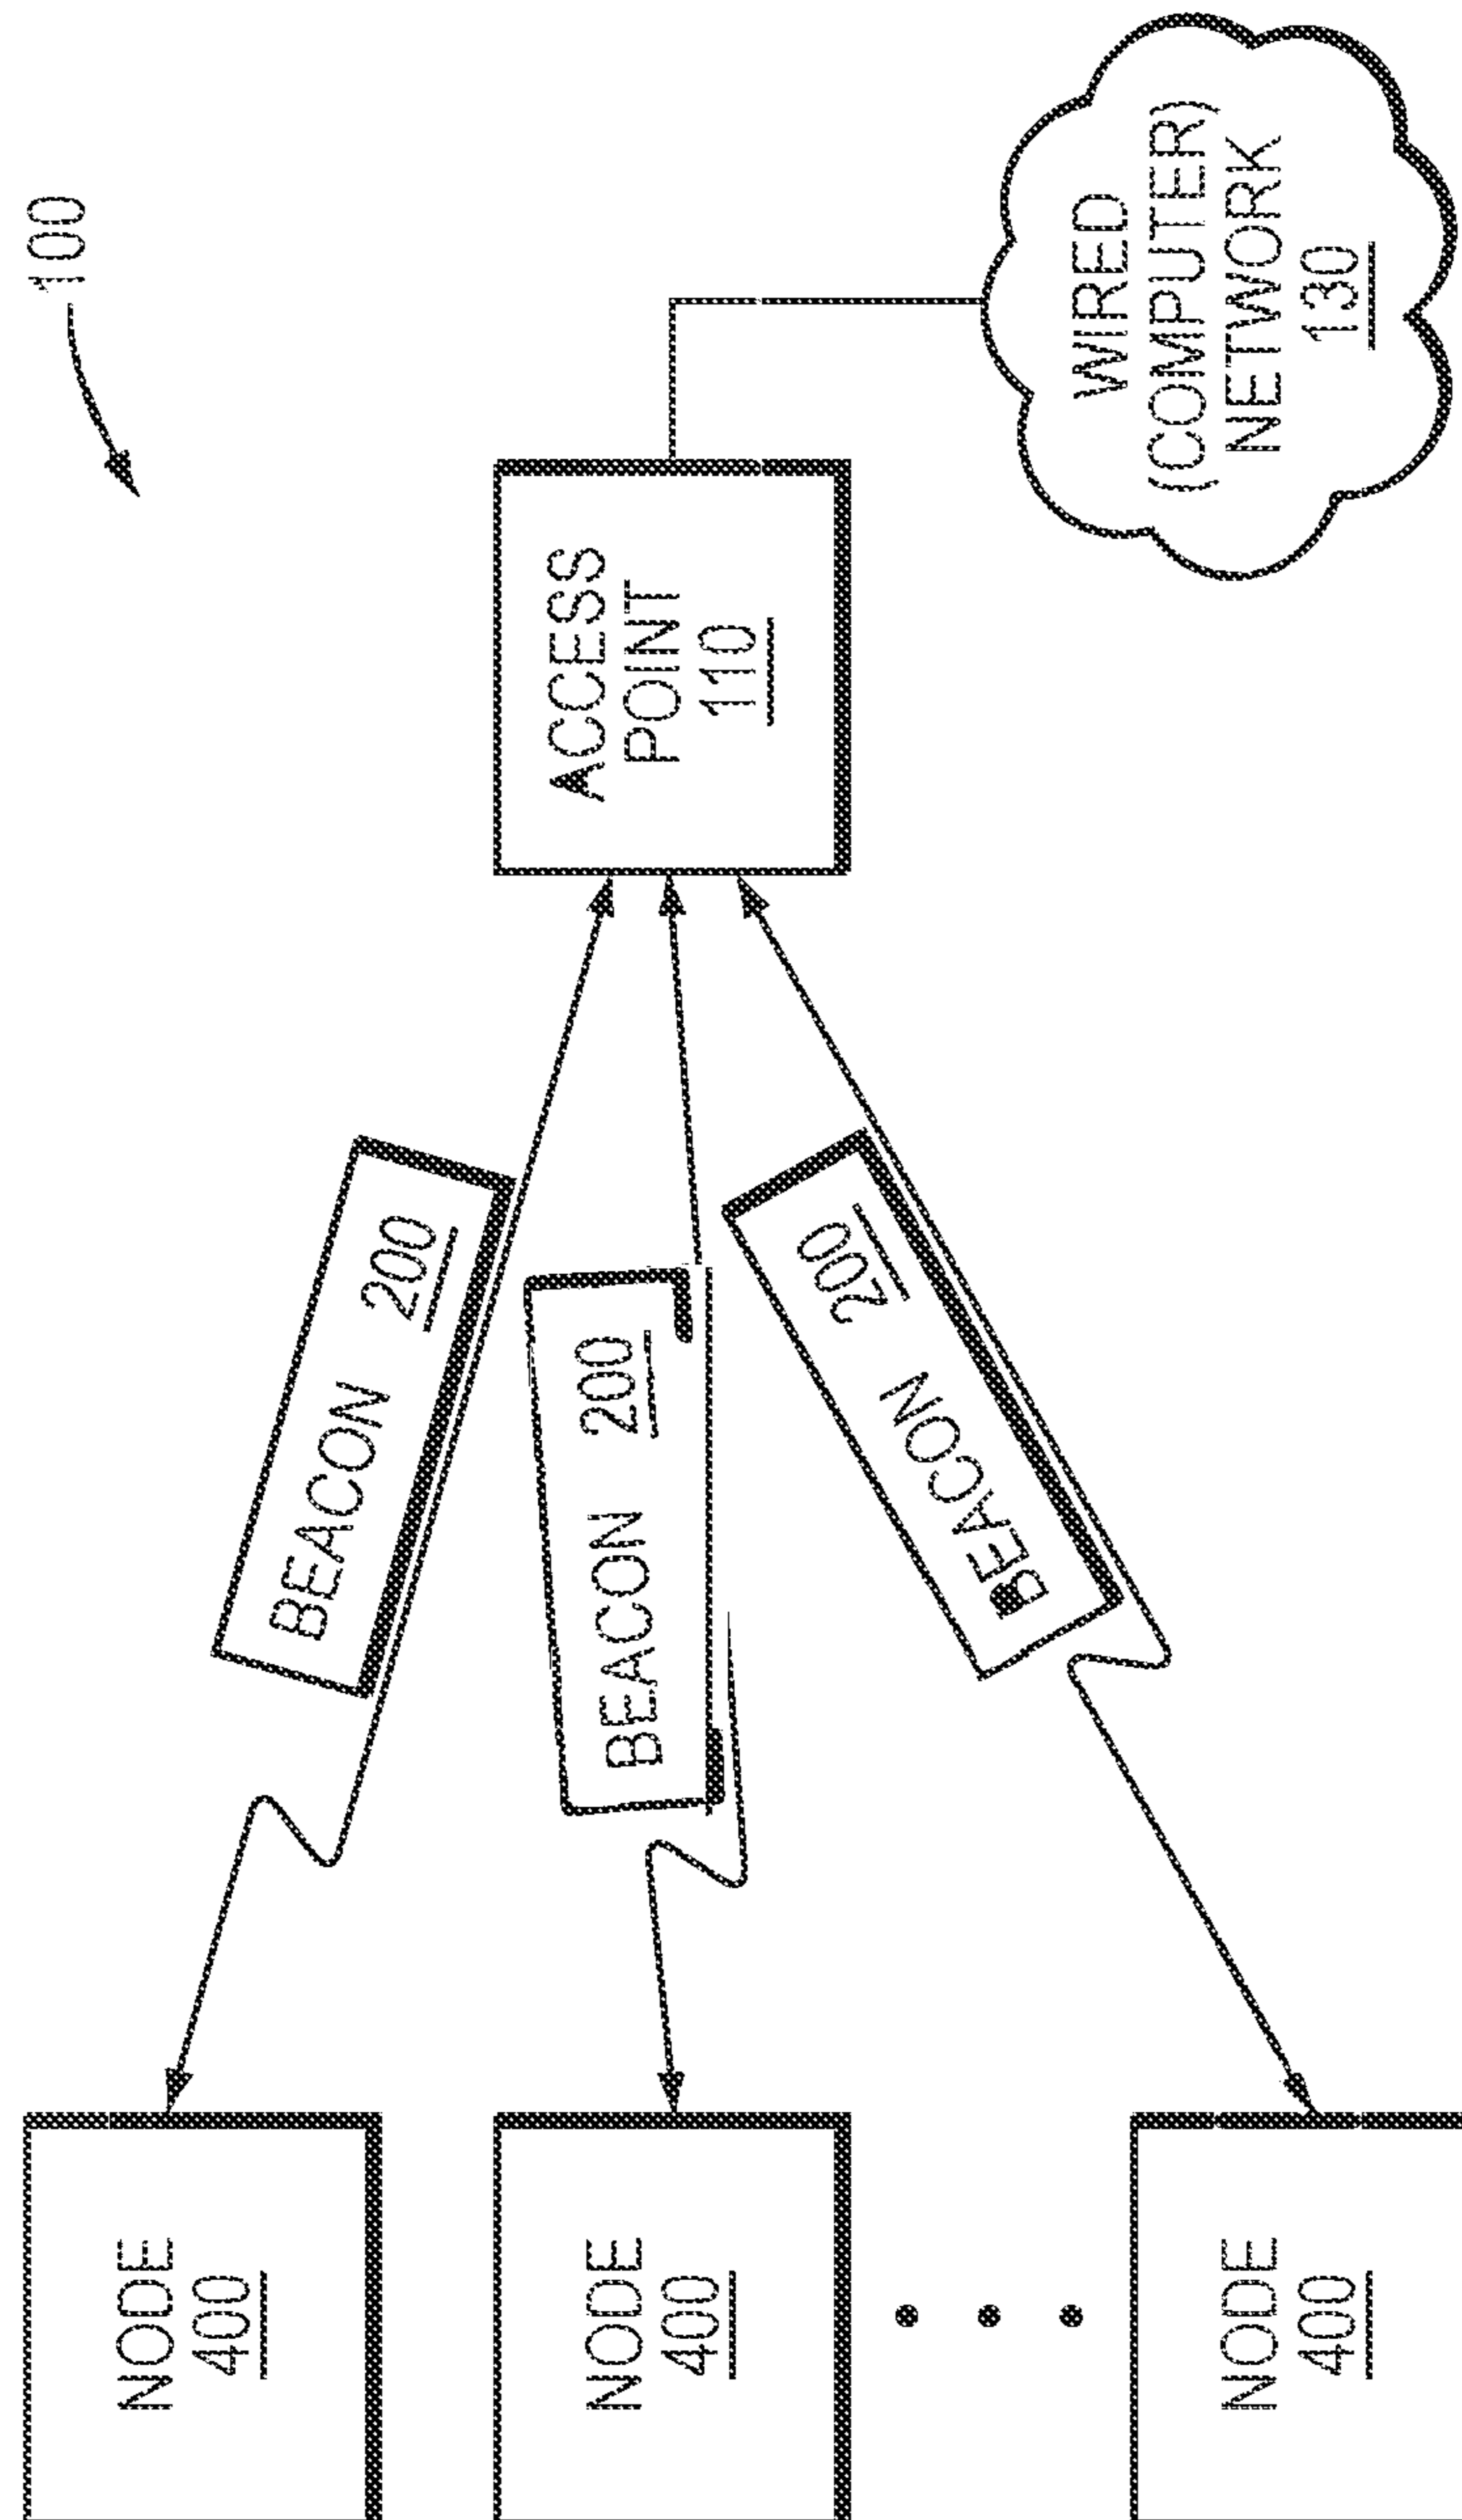 100
NODE
400
BEACON 200
NODE
400
BEACON 200
ACCESS
POINT
110
NODE
400
BEACON 200
WIRED
(COMPUTER)
NETWORK
130